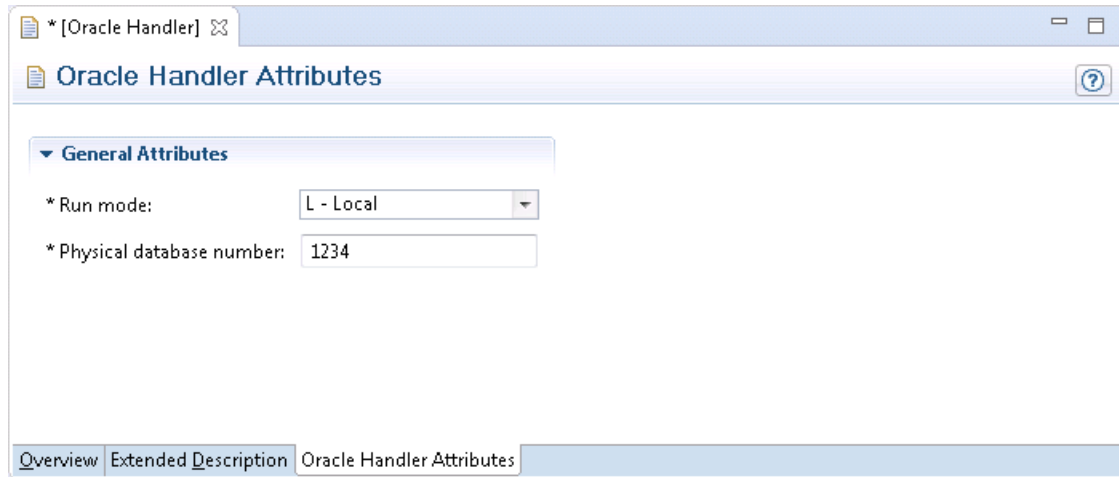 * [Oracle Handler]
Oracle Handler Attributes
General Attributes
* Run mode: L - Local
* Physical database number: 1234
Overview Extended Description Oracle Handler Attributes